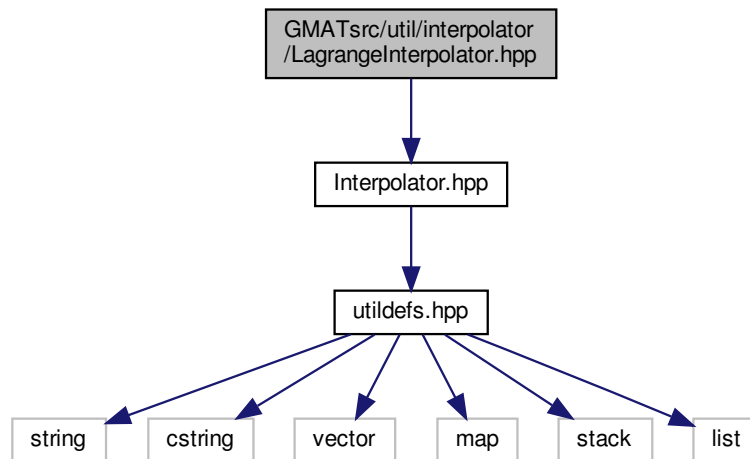 GMATsrc/util/interpolator
/LagrangeInterpolator.hpp
Interpolator.hpp
utildefs.hpp
string
cstring
vector
map
stack
list